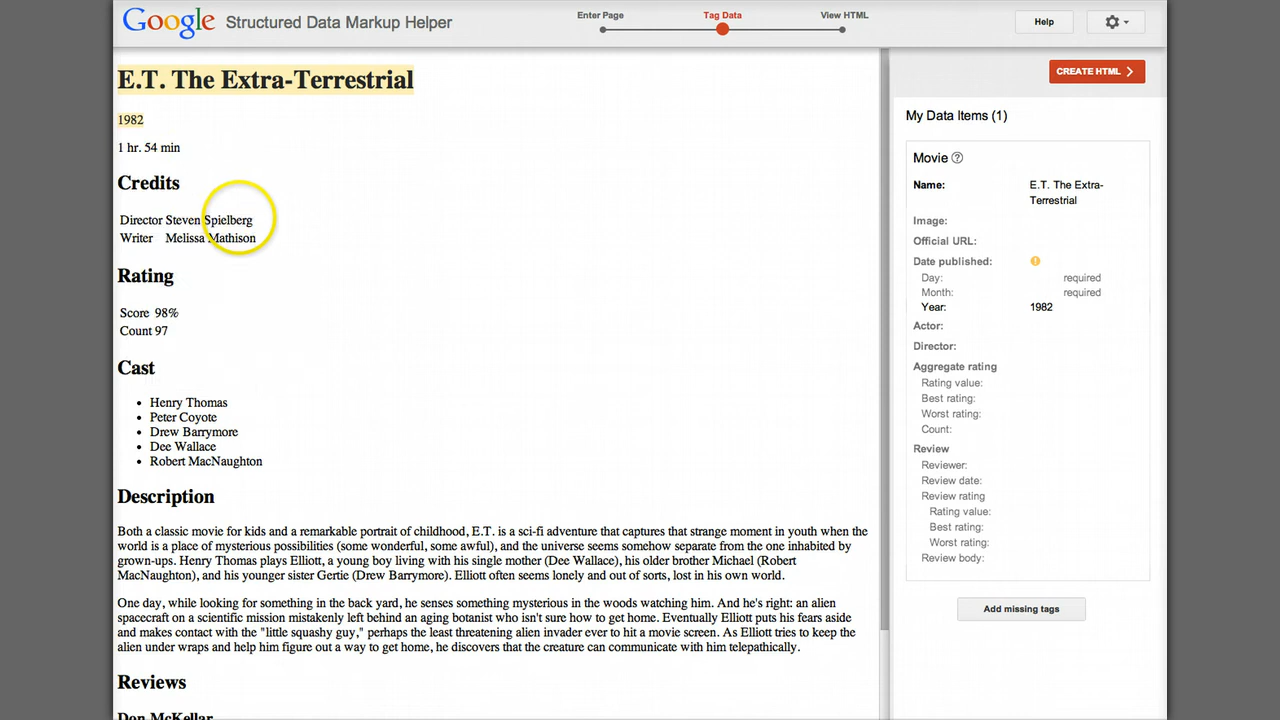 Google Structured Data Markup Helper
Enter Page
Tag Data
View HTML
Help
E.T. The Extra-Terrestrial
1982
1 hr. 54 min
Credits
Director Steven Spielberg
Writer Melissa Mathison
Rating
Score 98%
Count 97
Cast
• Henry Thomas
• Peter Coyote
• Drew Barrymore
• Dee Wallace
• Robert MacNaughton
Description
Both a classic movie for kids and a remarkable portrait of childhood, E.T. is a sci-fi adventure that captures that strange moment in youth when the
world is a place of mysterious possibilities (some wonderful, some awful), and the universe seems somehow separate from the one inhabited by
grown-ups. Henry Thomas plays Elliott, a young boy living with his single mother (Dee Wallace), his older brother Michael (Robert
MacNaughton), and his younger sister Gertie (Drew Barrymore). Elliott often seems lonely and out of sorts, lost in his own world.
One day, while looking for something in the back yard, he senses something mysterious in the woods watching him. And he's right: an alien
spacecraft on a scientific mission mistakenly left behind an aging botanist who isn't sure how to get home. Eventually Elliott puts his fears aside
and makes contact with the "little squashy guy," perhaps the least threatening alien invader ever to hit a movie screen. As Elliott tries to keep the
alien under wraps and help him figure out a way to get home, he discovers that the creature can communicate with him telepathically.
Reviews
Don McKellar
CREATE HTML
My Data Items (1)
Movie ?
Name: E.T. The Extra-
Terrestrial
Image:
Official URL:
Date published: !
Day: required
Month: required
Year: 1982
Actor:
Director:
Aggregate rating
Rating value:
Best rating:
Worst rating:
Count:
Review
Reviewer:
Review date:
Review rating
Rating value:
Best rating:
Worst rating:
Review body:
Add missing tags